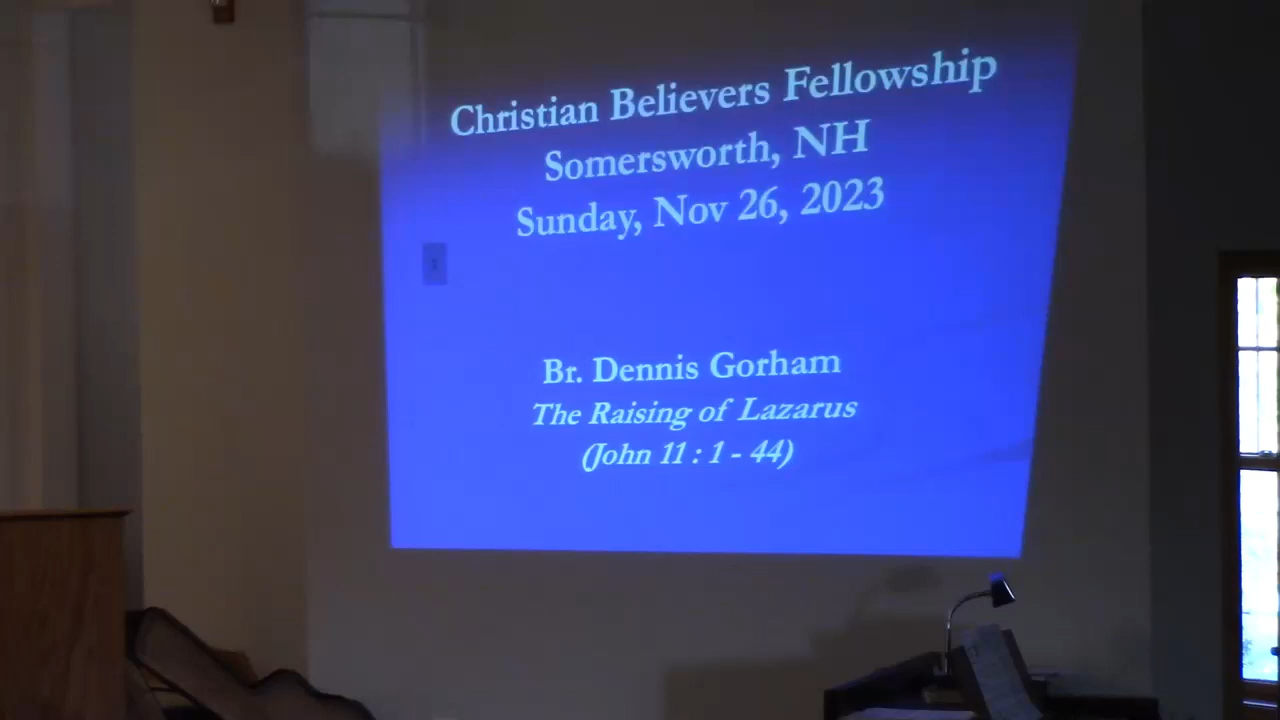 Christian Believers Fellowship
Somersworth, NH
Sunday, Nov 26, 2023
Br. Dennis Gorham
The Raising of Lazarus
(John 11 : 1 - 44)